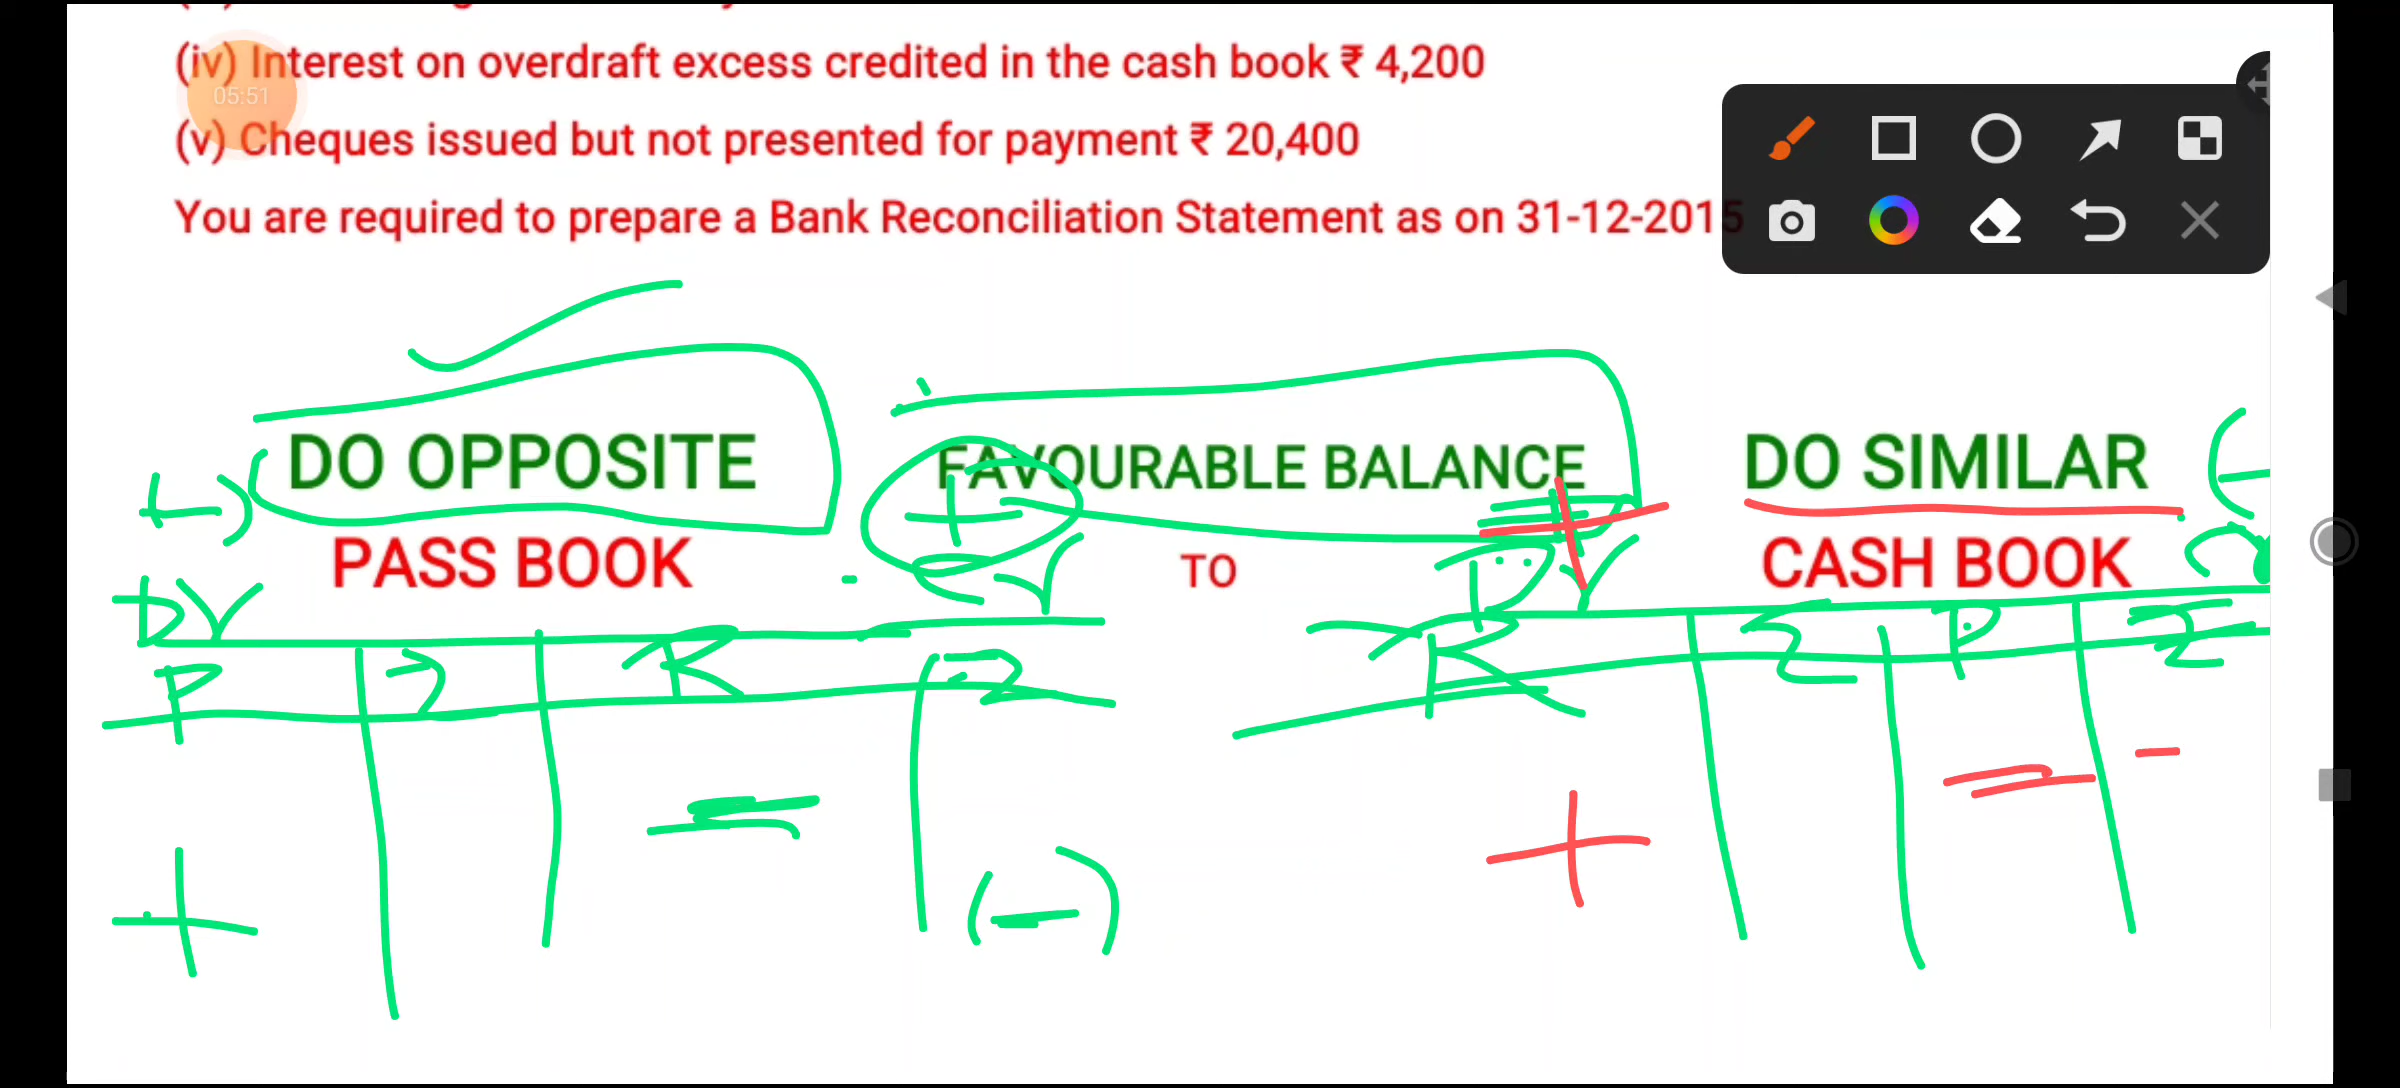 (iv) Interest on overdraft excess credited in the cash book ₹ 4,200
05:51
(v) Cheques issued but not presented for payment ₹ 20,400
You are required to prepare a Bank Reconciliation Statement as on 31-12-2015
DO OPPOSITE FAVOURABLE BALANCE DO SIMILAR
PASS BOOK TO CASH BOOK